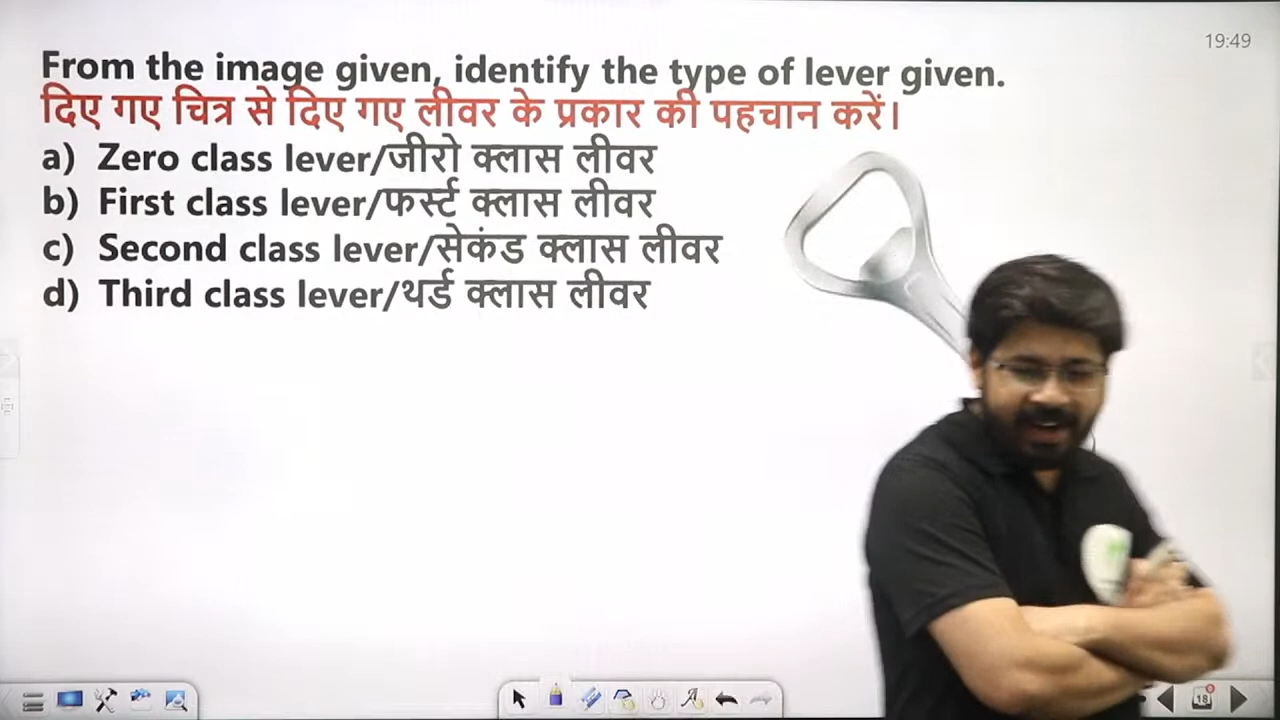 19:49
From the image given, identify the type of lever given.
दिए गए चित्र से दिए गए लीवर के प्रकार की पहचान करें।
a) Zero class lever/जीरो क्लास लीवर
b) First class lever/फर्स्ट क्लास लीवर
c) Second class lever/सेकंड क्लास लीवर
d) Third class lever/थर्ड क्लास लीवर
18